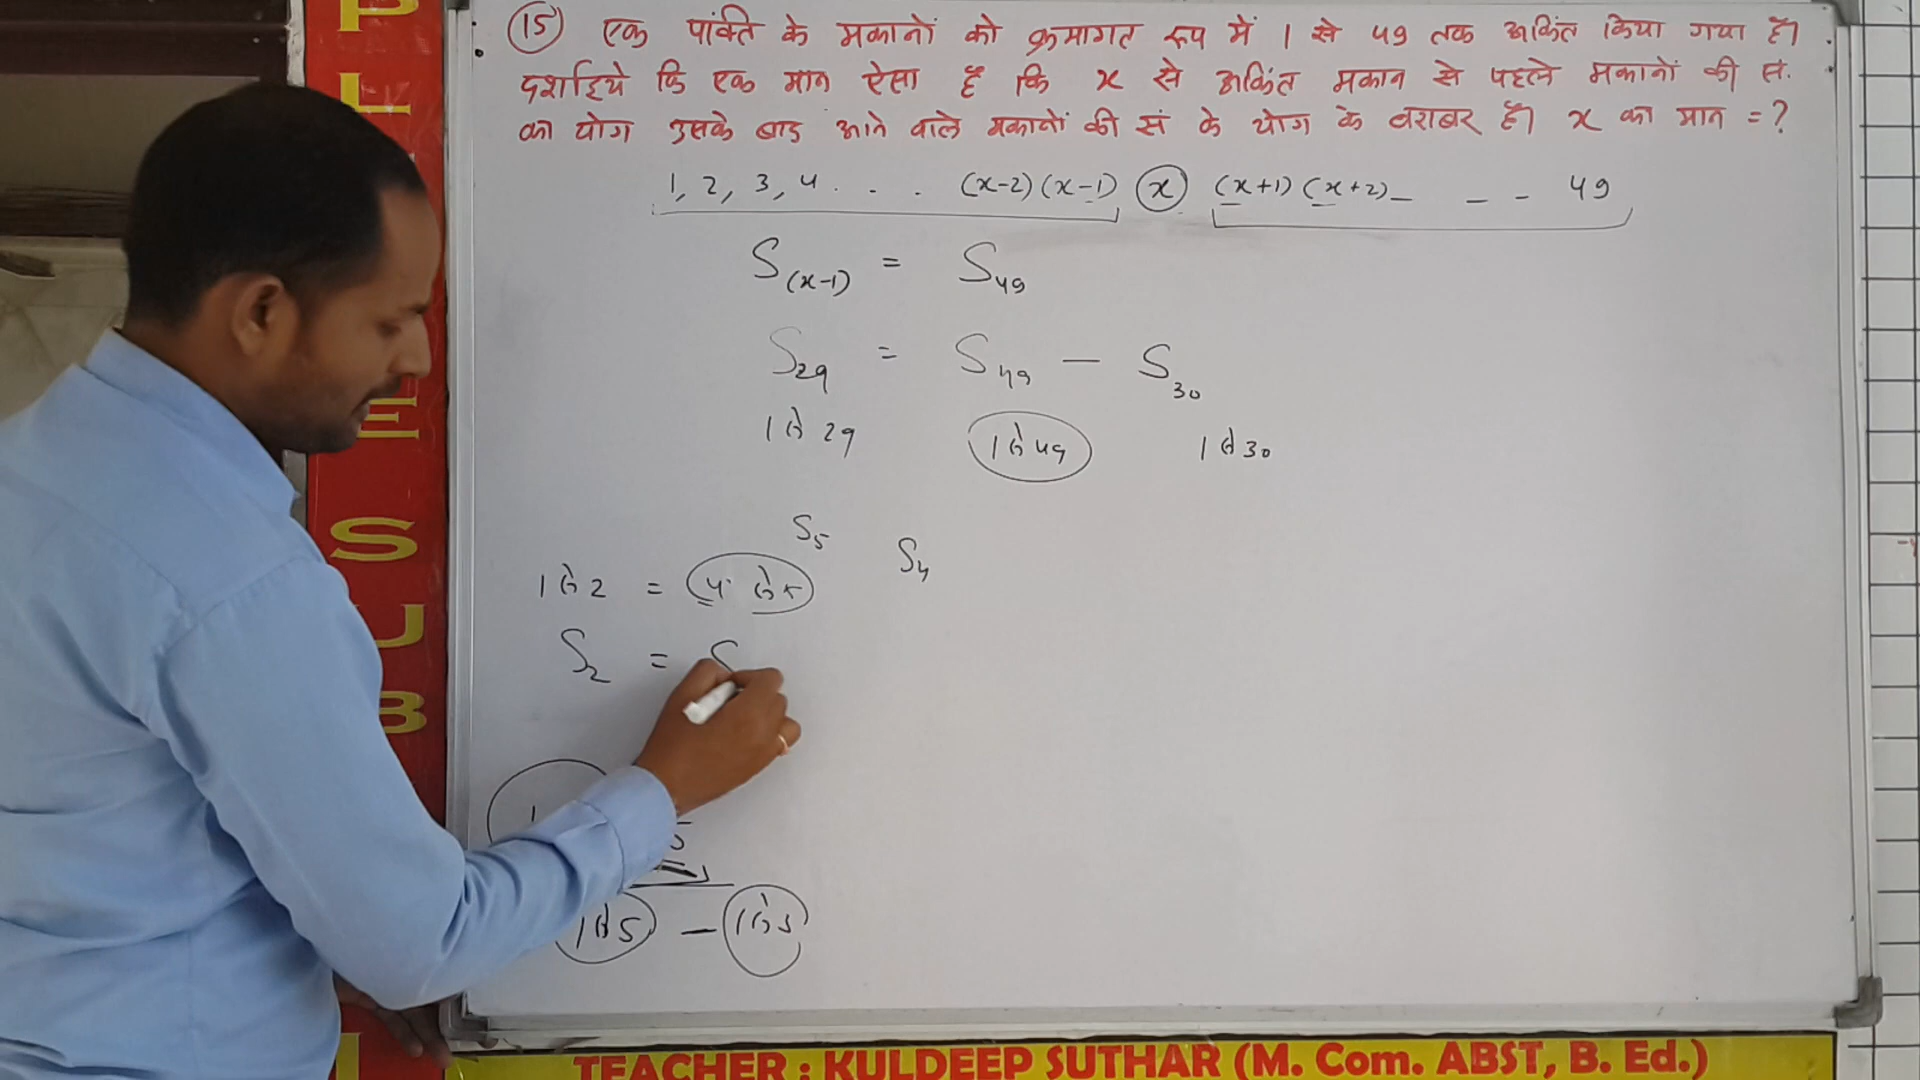 (15) एक पांक्ति के मकानों को क्रमागत रूप में 1 से 49 तक अंकित किया गया है।
दर्शाइये कि एक मान ऐसा है कि x से अंकित मकान से पहले मकानों की सं.
का योग उसके बाद आने वाले मकानों की सं के योग के बराबर है। x का मान = ?
1, 2, 3, 4 . . . (x-2) (x-1) (x) (x+1) (x+2) _ _ - - 49
S(x-1) = S49
S29 = S49 - S30
1 से 29 1 से 49 1 से 30
S5 S4
1 से 2 = 4 से 5
S2 = S
5
1 से 5 - 1 से 3
TEACHER : KULDEEP SUTHAR (M. Com. ABST, B. Ed.)